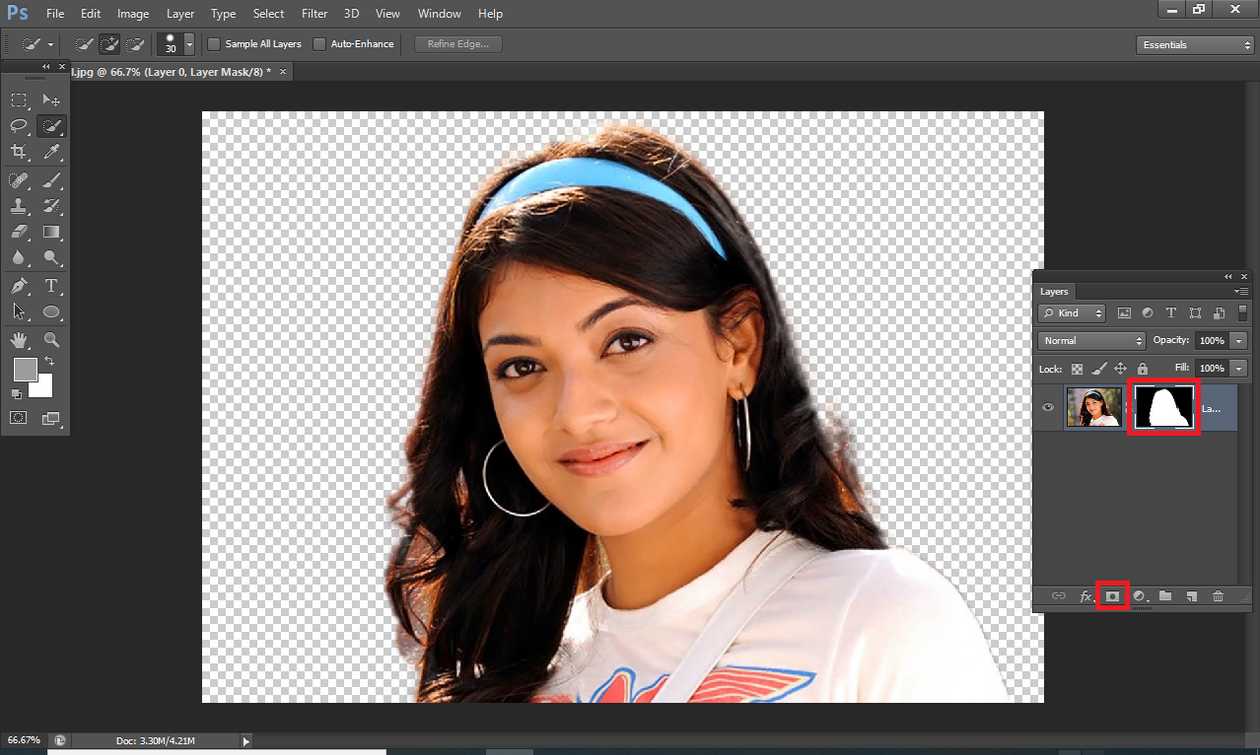 Ps File Edit Image Layer Type Select Filter 3D View Window Help
30 Sample All Layers Auto-Enhance Refine Edge... Essentials
l.jpg @ 66.7% (Layer 0, Layer Mask/8) * ×
Layers
Kind
Normal Opacity: 100%
Lock: Fill: 100%
La...
fx
66.67% Doc: 3.30M/4.21M